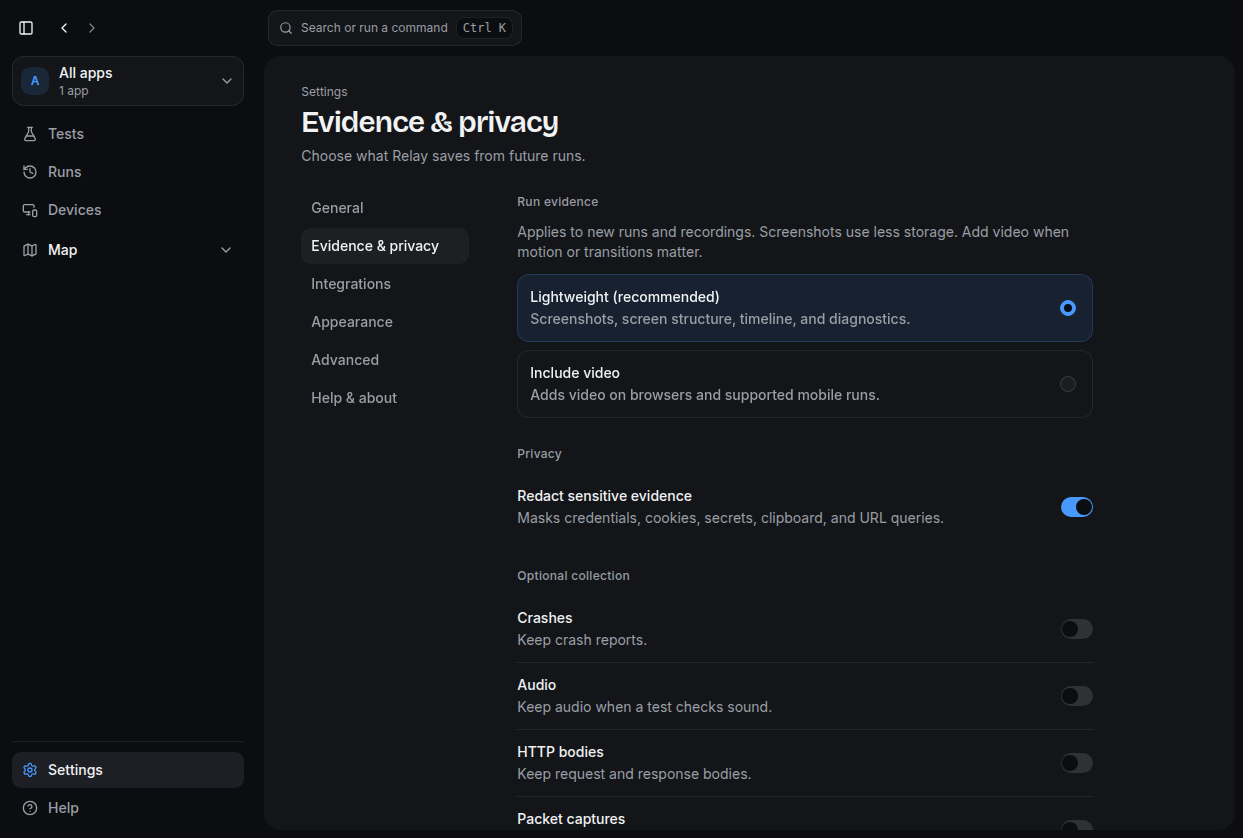 Search or run a command Ctrl K
A
All apps
1 app
Tests
Runs
Devices
Map
Settings
Help
Settings
Evidence & privacy
Choose what Relay saves from future runs.
General
Evidence & privacy
Integrations
Appearance
Advanced
Help & about
Run evidence
Applies to new runs and recordings. Screenshots use less storage. Add video when
motion or transitions matter.
Lightweight (recommended)
Screenshots, screen structure, timeline, and diagnostics.
Include video
Adds video on browsers and supported mobile runs.
Privacy
Redact sensitive evidence
Masks credentials, cookies, secrets, clipboard, and URL queries.
Optional collection
Crashes
Keep crash reports.
Audio
Keep audio when a test checks sound.
HTTP bodies
Keep request and response bodies.
Packet captures